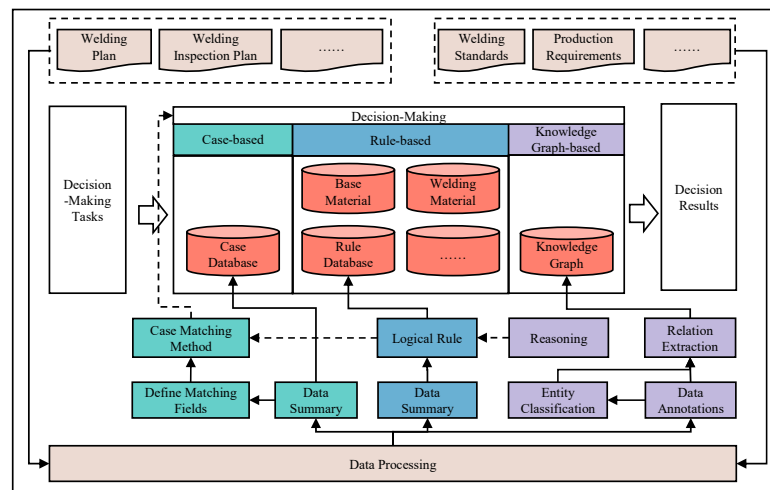 Welding
Plan
Welding
Inspection Plan
……
Welding
Standards
Production
Requirements
……
Decision
-Making
Tasks
Decision-Making
Case-based
Rule-based
Knowledge
Graph-based
Base
Material
Welding
Material
Case
Database
Rule
Database
……
Knowledge
Graph
Decision
Results
Case Matching
Method
Logical Rule
Reasoning
Relation
Extraction
Define Matching
Fields
Data
Summary
Data
Summary
Entity
Classification
Data
Annotations
Data Processing